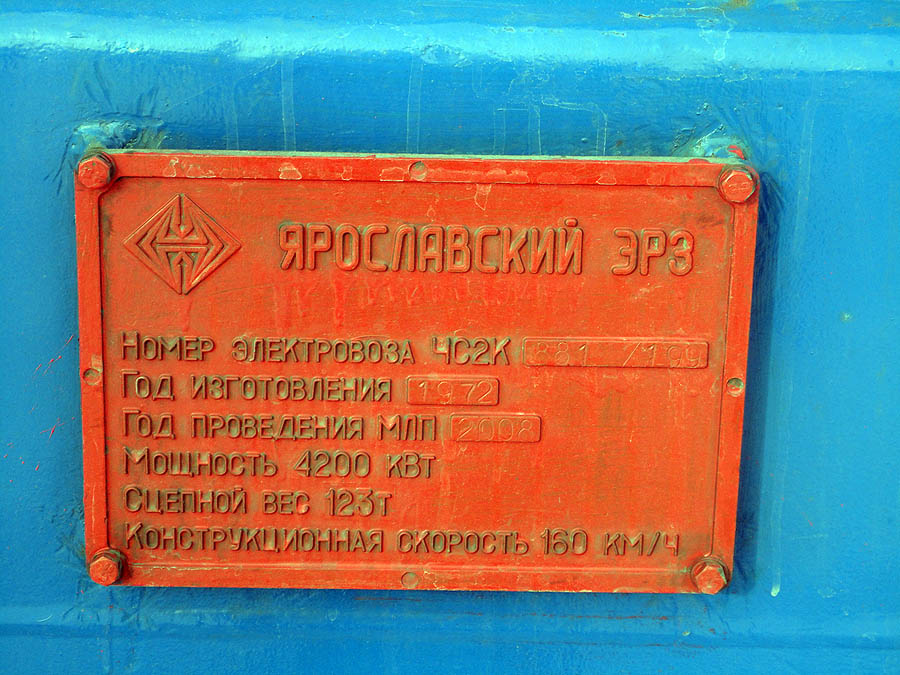 ЯРОСЛАВСКИЙ ЭРЗ
Номер электровоза ЧС2К 881 /199
Год изготовления 1972
Год проведения МЛП 2008
Мощность 4200 кВт
Сцепной вес 123т
Конструкционная скорость 160 км/ч